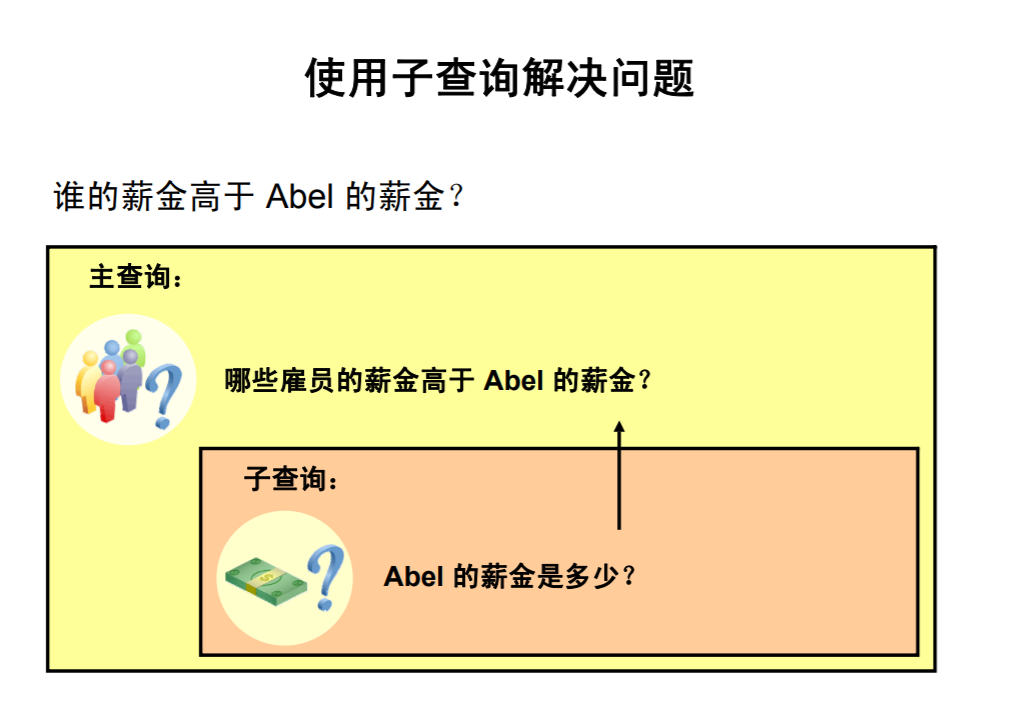 使用子查询解决问题
谁的薪金高于 Abel 的薪金？
主查询：
哪些雇员的薪金高于 Abel 的薪金？
子查询：
Abel 的薪金是多少？